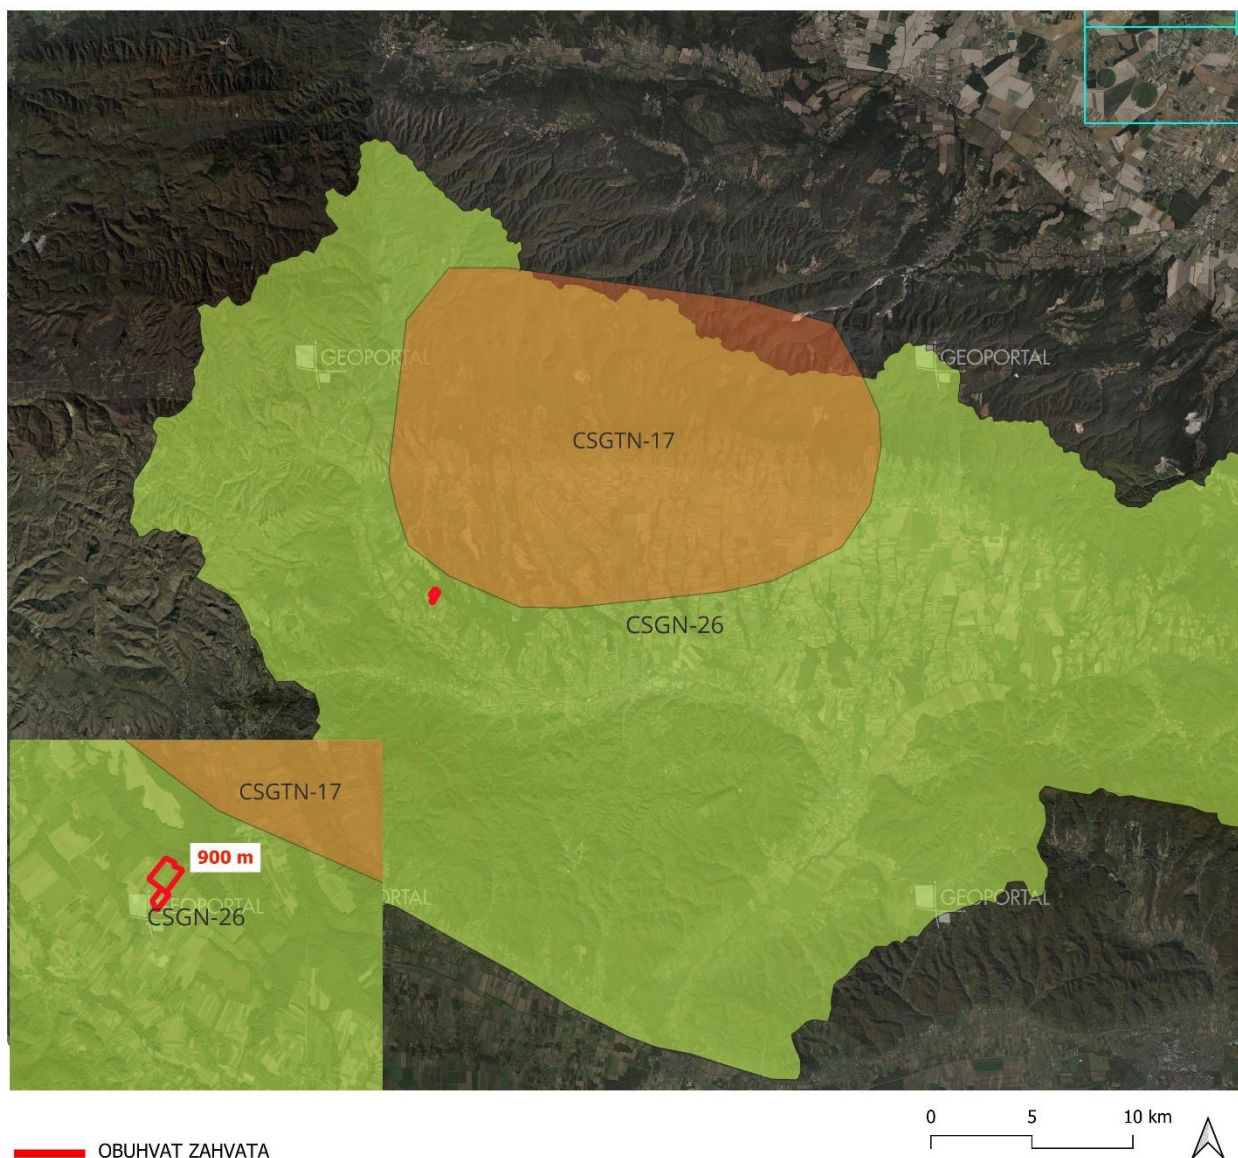 GEOPORTAL
GEOPORTAL
CSGTN-17
CSGN-26
CSGTN-17
900 m
GEOPORTAL
CSGN-26
PORTAL
GEOPORTAL
0 5 10 km
OBUHVAT ZAHVATA